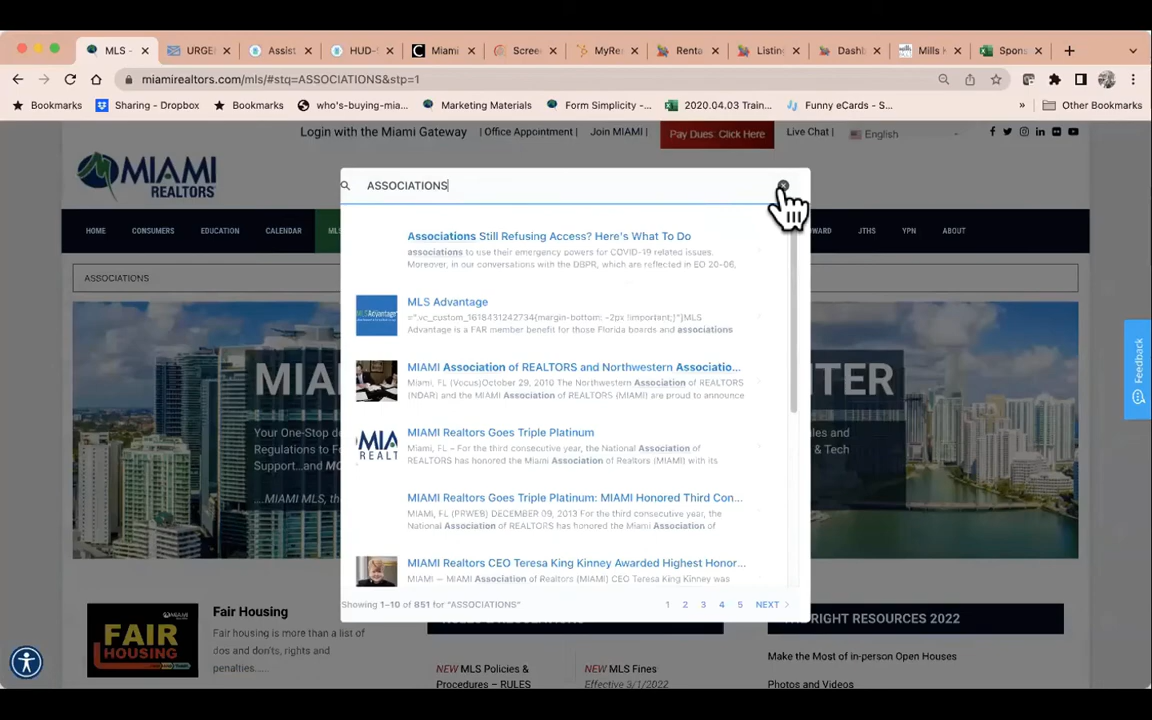 MLS -
URGE
Assist
HUD-
Miami
Scree
MyRe
Renta
Listin
Dashb
Mills
Spons
miamirealtors.com/mls/#stq=ASSOCIATIONS&stp=1
Bookmarks
Sharing - Dropbox
Bookmarks
who's-buying-mia...
Marketing Materials
Form Simplicity -...
2020.04.03 Train...
Funny eCards - S...
»
Other Bookmarks
Login with the Miami Gateway | Office Appointment | Join MIAMI | Pay Dues: Click Here Live Chat | English
MIAMI
REALTORS
HOME CONSUMERS EDUCATION CALENDAR JTHS YPN ABOUT
ASSOCIATIONS
ASSOCIATIONS
Associations Still Refusing Access? Here's What To Do
associations to use their emergency powers for COVID-19 related issues.
Moreover, in our conversations with the DBPR, which are reflected in EO 20-06,
MLS Advantage
=".vc_custom_1618431242734{margin-bottom: -2px !important;}"]MLS
Advantage is a FAR member benefit for those Florida boards and associations
MIAMI Association of REALTORS and Northwestern Associatio...
Miami, FL (Vocus)October 29, 2010 The Northwestern Association of REALTORS
(NDAR) and the MIAMI Association of REALTORS (MIAMI) are proud to announce
MIAMI Realtors Goes Triple Platinum
Miami, FL – For the third consecutive year, the National Association of
REALTORS has honored the Miami Association of Realtors (MIAMI) with its
MIAMI Realtors Goes Triple Platinum: MIAMI Honored Third Con...
MIAMI, FL (PRWEB) DECEMBER 09, 2013 For the third consecutive year, the
National Association of REALTORS has honored the Miami Association of
MIAMI Realtors CEO Teresa King Kinney Awarded Highest Honor...
MIAMI — MIAMI Association of Realtors (MIAMI) CEO Teresa King Kinney was
Showing 1–10 of 851 for "ASSOCIATIONS"
1 2 3 4 5 NEXT
Feedback
Your One-Stop
Regulations to F
Support...and MO
....MIAMI MLS, th
FAIR
HOUSING
Fair Housing
Fair housing is more than a list of
dos and don'ts, rights and
penalties.....
NEW MLS Policies &
Procedures – RULES
NEW MLS Fines
Effective 3/1/2022
RIGHT RESOURCES 2022
Make the Most of in-person Open Houses
Photos and Videos